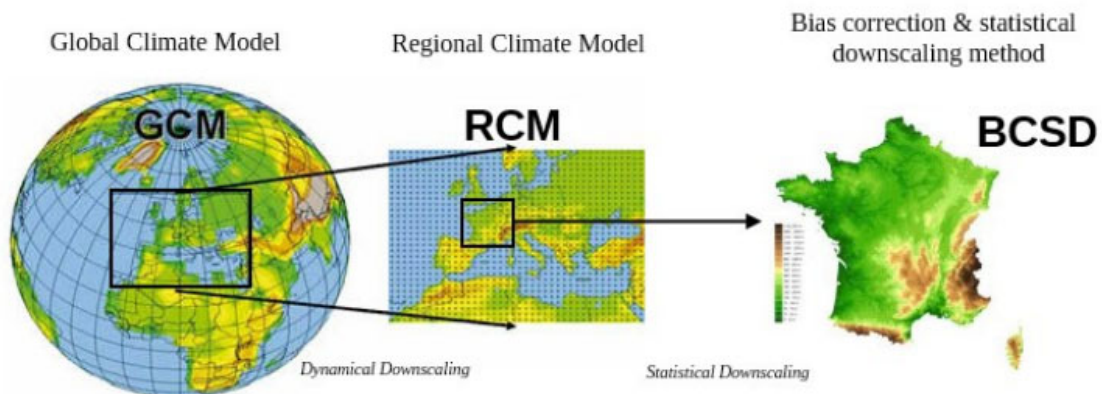 Global Climate Model
Regional Climate Model
Bias correction & statistical
downscaling method
GCM
RCM
BCSD
Dynamical Downscaling
Statistical Downscaling